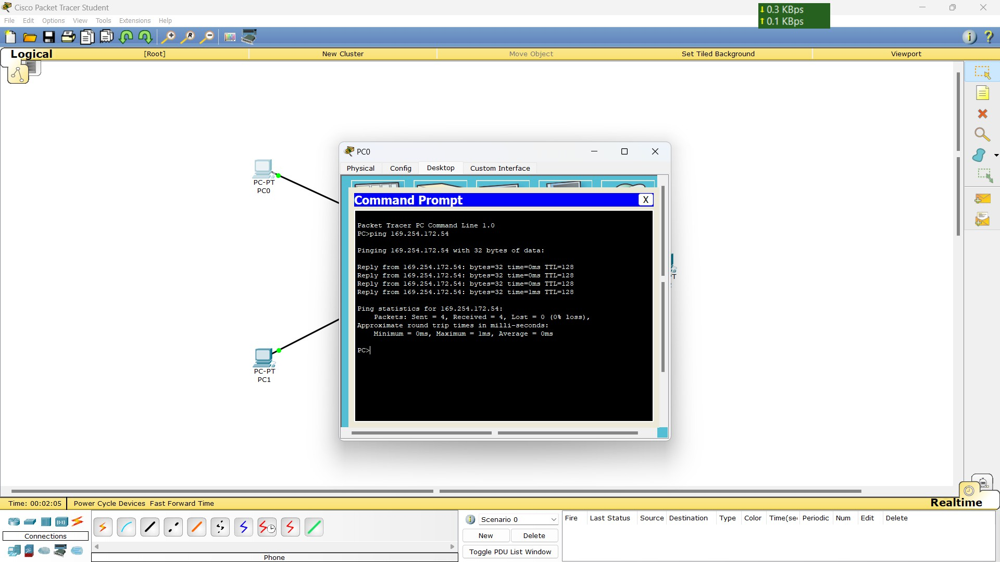 Cisco Packet Tracer Student
0.3 KBps
0.1 KBps
File Edit Options View Tools Extensions Help
Logical [Root] New Cluster Move Object Set Tiled Background Viewport
PC0
Physical Config Desktop Custom Interface
PC-PT
PC0
Command Prompt X
Packet Tracer PC Command Line 1.0
PC>ping 169.254.172.54
Pinging 169.254.172.54 with 32 bytes of data:
Reply from 169.254.172.54: bytes=32 time=0ms TTL=128
Reply from 169.254.172.54: bytes=32 time=0ms TTL=128
Reply from 169.254.172.54: bytes=32 time=0ms TTL=128
Reply from 169.254.172.54: bytes=32 time=1ms TTL=128
Ping statistics for 169.254.172.54:
Packets: Sent = 4, Received = 4, Lost = 0 (0% loss),
Approximate round trip times in milli-seconds:
Minimum = 0ms, Maximum = 1ms, Average = 0ms
PC>
PC-PT
PC1
Time: 00:02:05 Power Cycle Devices Fast Forward Time Realtime
Connections
Phone
Scenario 0
New Delete
Toggle PDU List Window
Fire Last Status Source Destination Type Color Time(se Periodic Num Edit Delete